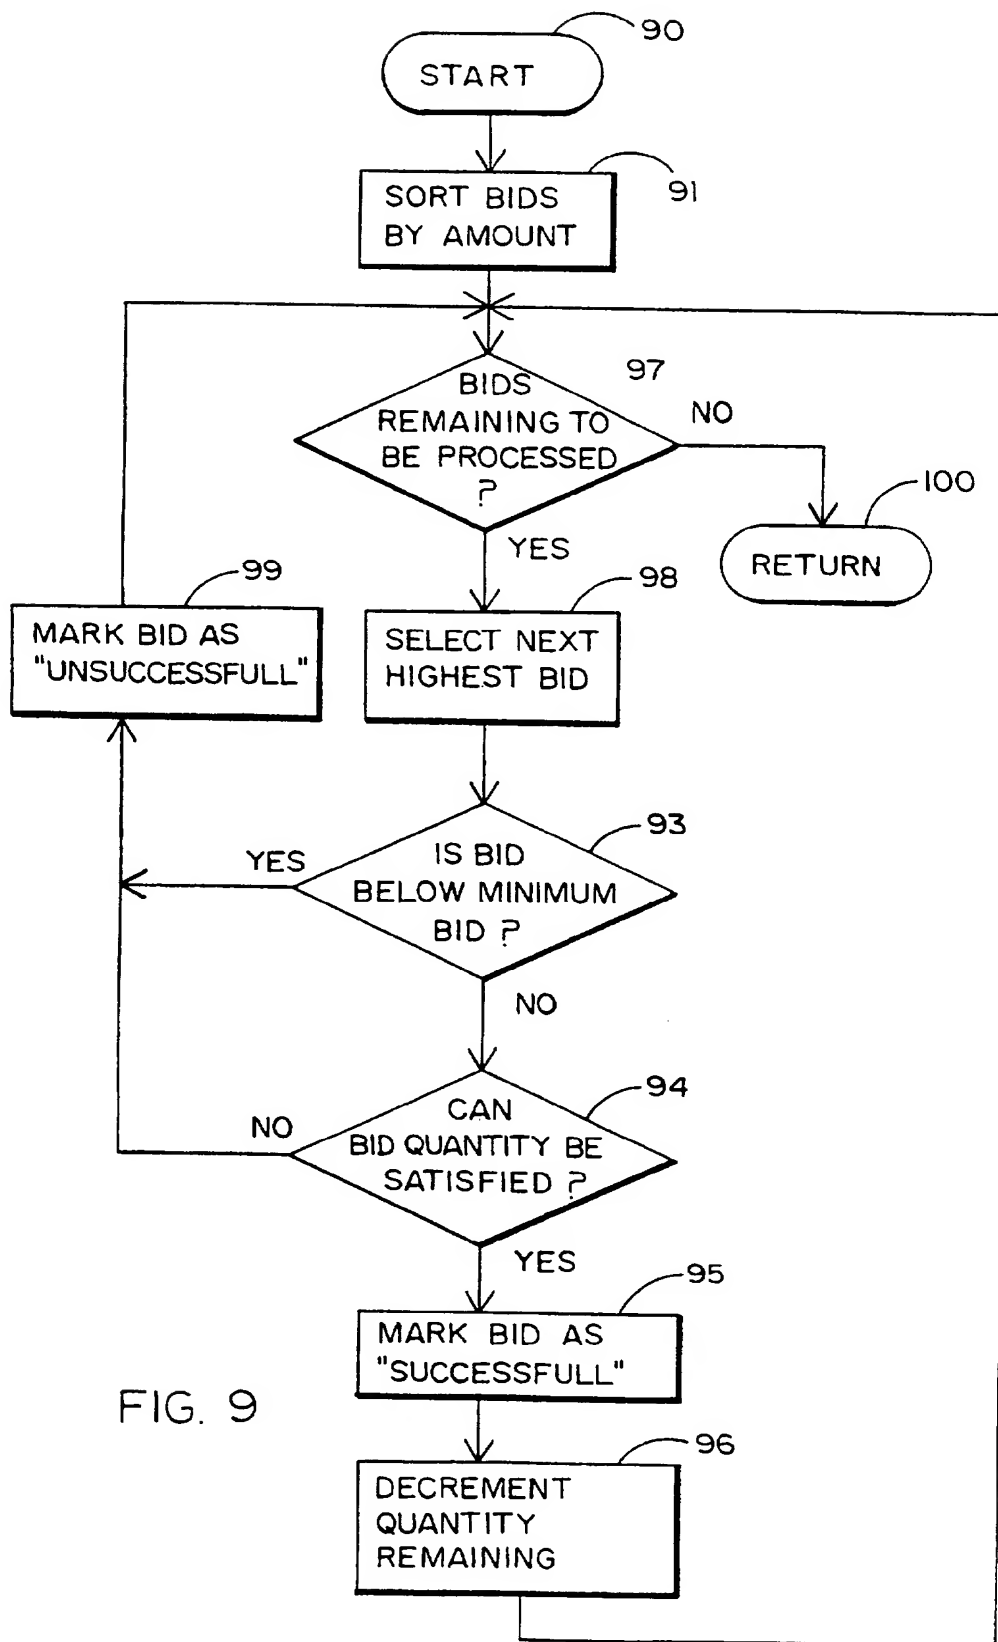 90
START
91
SORT BIDS
BY AMOUNT
97
BIDS
REMAINING TO
BE PROCESSED
?
NO
100
RETURN
YES
99
MARK BID AS
"UNSUCCESSFULL"
98
SELECT NEXT
HIGHEST BID
93
YES
IS BID
BELOW MINIMUM
BID ?
NO
94
NO
CAN
BID QUANTITY BE
SATISFIED ?
YES
95
MARK BID AS
"SUCCESSFULL"
FIG. 9
96
DECREMENT
QUANTITY
REMAINING